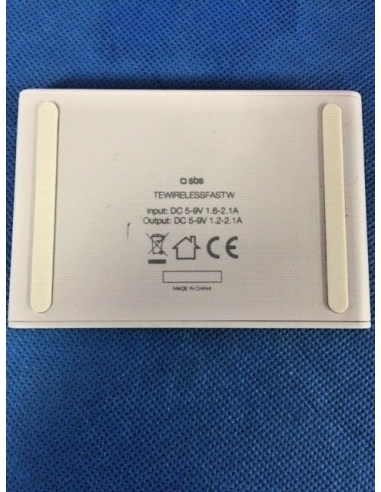 sbs
TEWIRELESSFASTW
Input: DC 5-9V 1.6-2.1A
Output: DC 5-9V 1.2-2.1A
CE
MADE IN CHINA